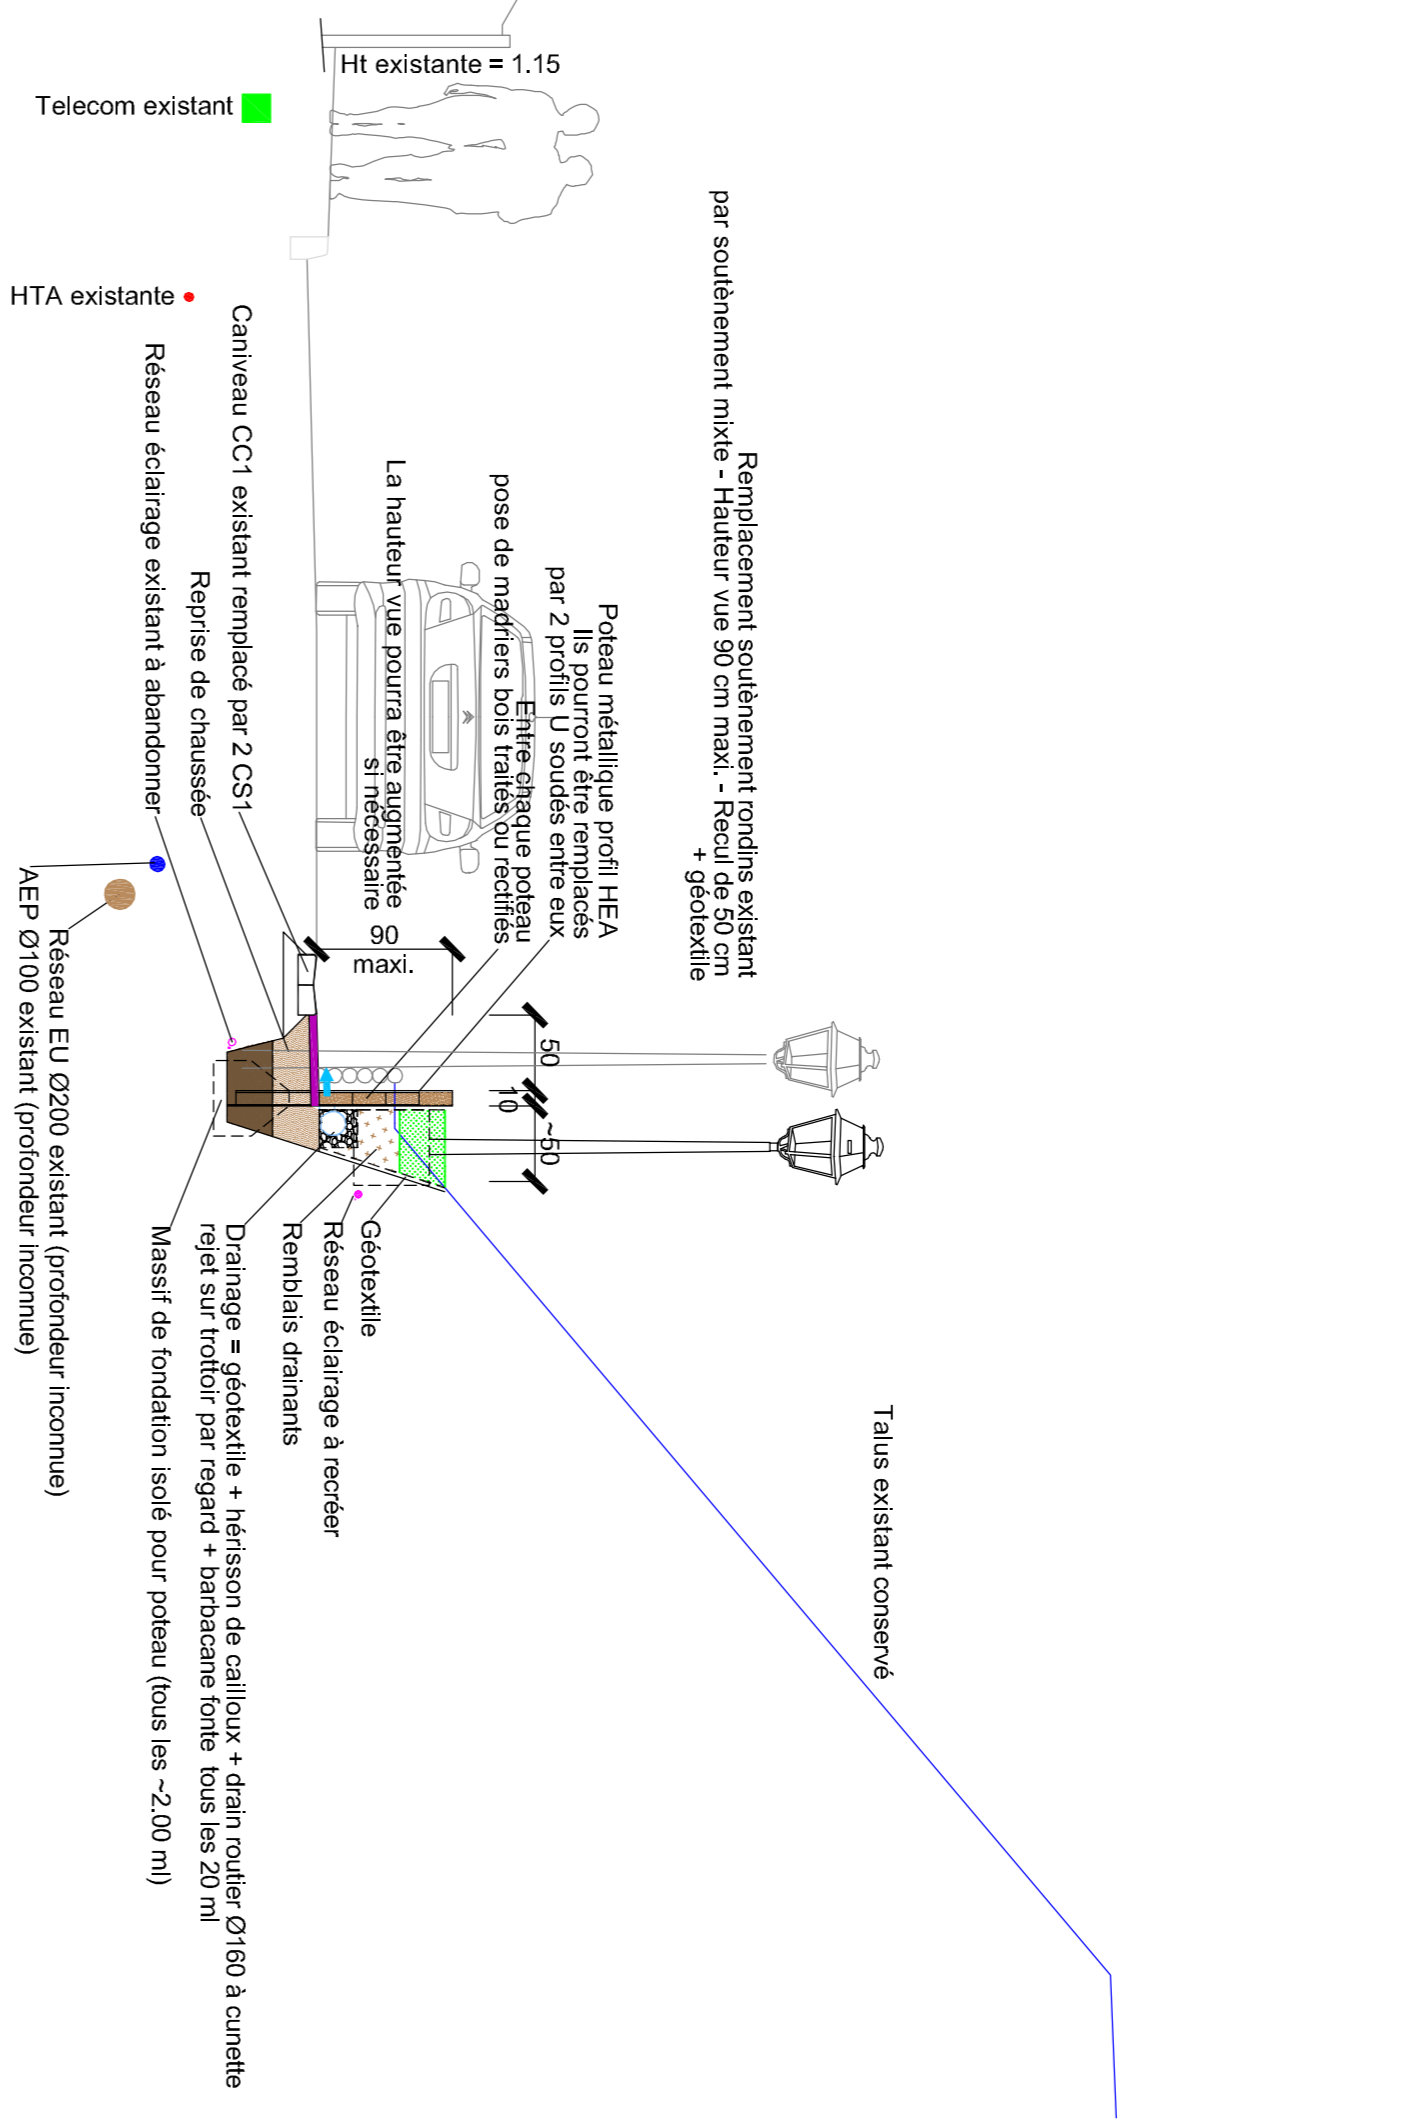 Ht existante = 1.15
Telecom existant
HTA existante
Remplacement soutènement rondins existant
par soutènement mixte - Hauteur vue 90 cm maxi. - Recul de 50 cm
+ géotextile
Poteau métallique profil HEA
Ils pourront être remplacés
par 2 profils U soudés entre eux
Entre chaque poteau
pose de madriers bois traités ou rectifiés
La hauteur vue pourra être augmentée
si nécessaire
Caniveau CC1 existant remplacé par 2 CS1
Reprise de chaussée
Réseau éclairage existant à abandonner
90
maxi.
50
10
~50
AEP Ø100 existant (profondeur inconnue)
Réseau EU Ø200 existant (profondeur inconnue)
Talus existant conservé
Géotextile
Réseau éclairage à recréer
Remblais drainants
Drainage = géotextile + hérisson de cailloux + drain routier Ø160 à cunette
rejet sur trottoir par regard + barbacane fonte tous les 20 ml
Massif de fondation isolé pour poteau (tous les ~2.00 ml)